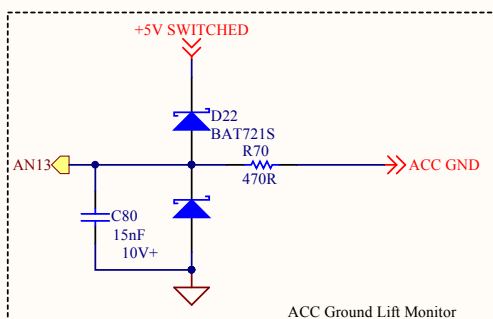 +5V SWITCHED
D22
BAT721S
R70
AN13
ACC GND
470R
C80
15nF
10V+
ACC Ground Lift Monitor